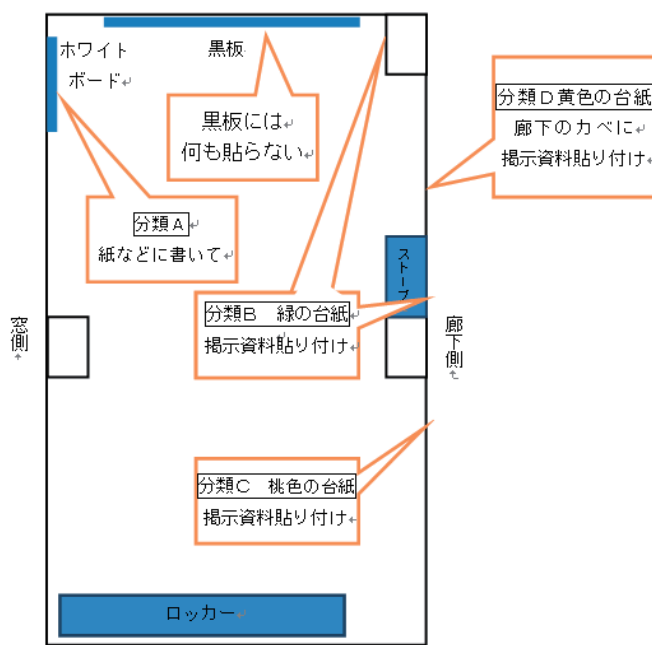 ホワイト
ボード
黒板
黒板には
何も貼らない
分類D黄色の台紙
廊下のカベに
掲示資料貼り付け
分類A
紙などに書いて
ストーブ
分類B 緑の台紙
掲示資料貼り付け
窓側
廊下側
分類C 桃色の台紙
掲示資料貼り付け
ロッカー